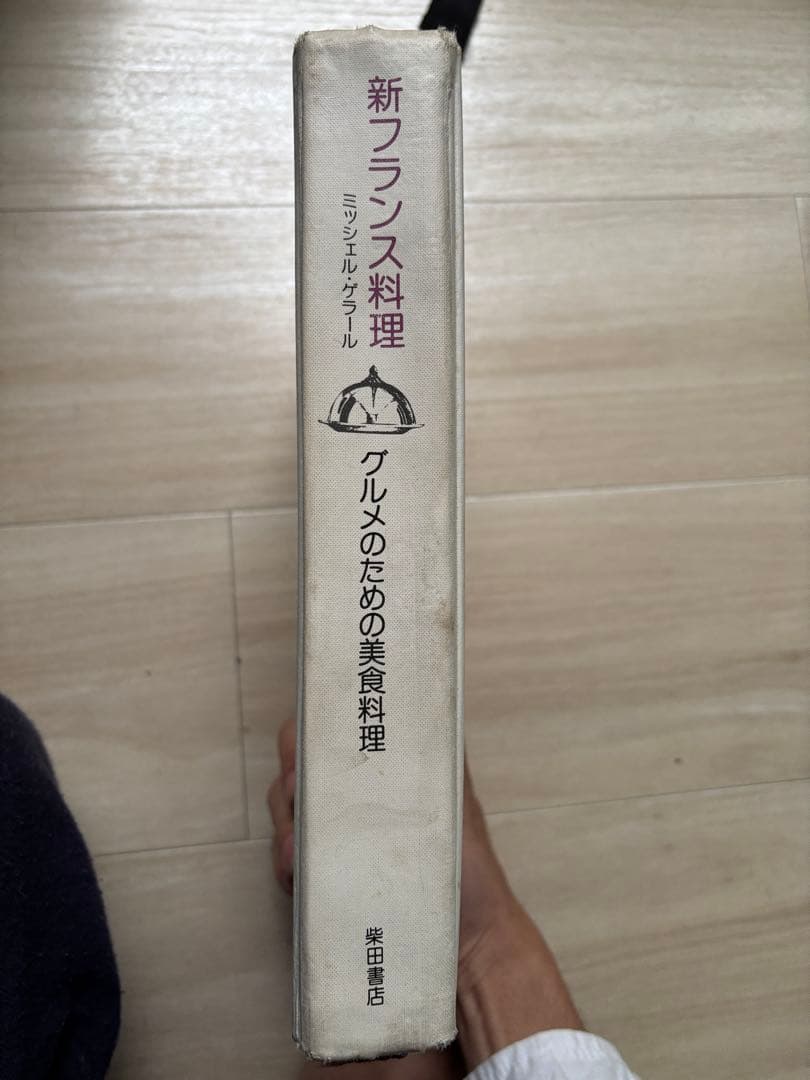 新フランス料理
ミッシェル・ゲラール
グルメのための美食料理
柴田書店